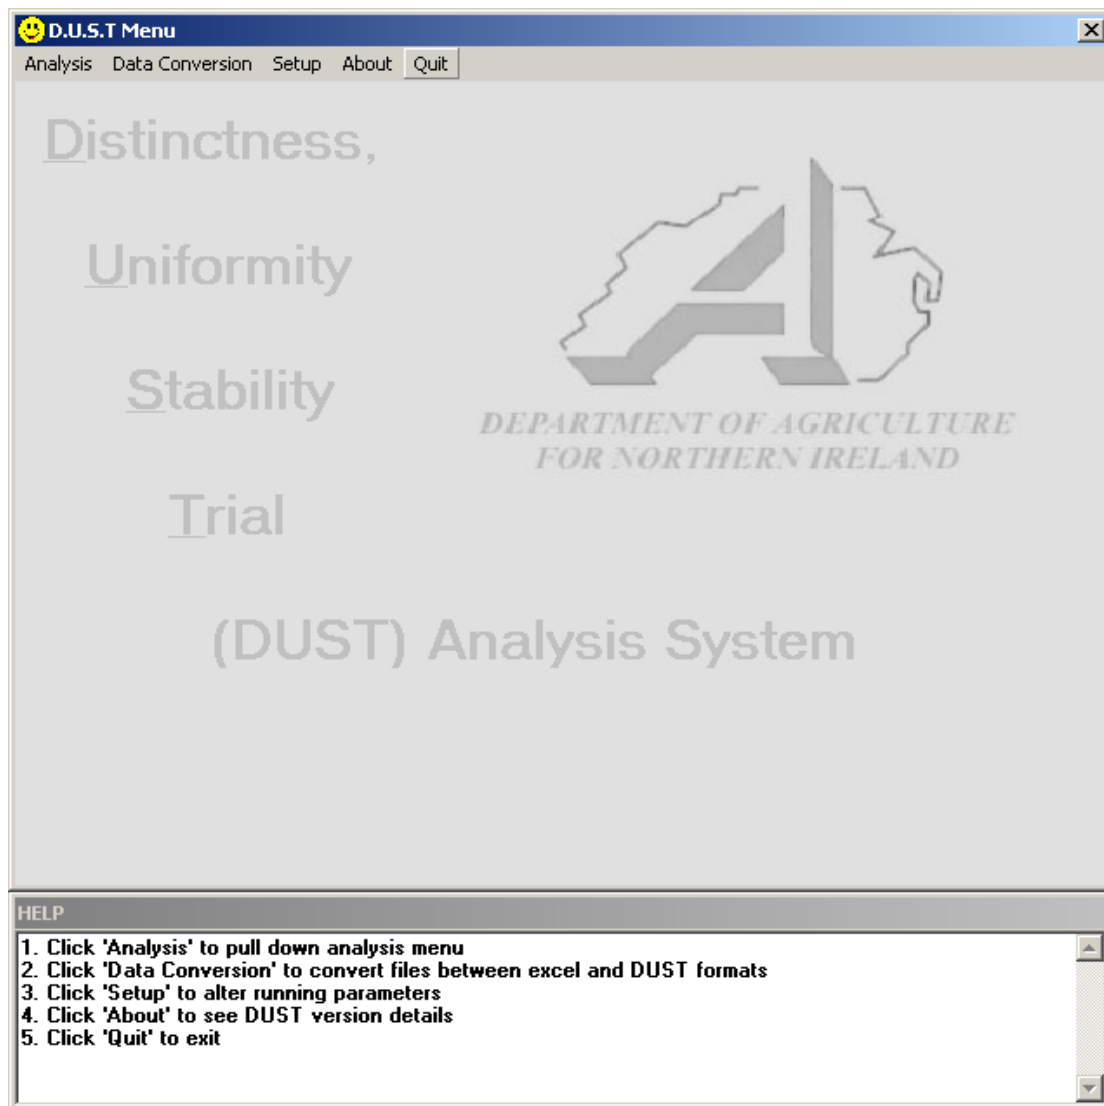 D.U.S.T Menu
Analysis Data Conversion Setup About Quit
Distinctness,
Uniformity
Stability
Trial
(DUST) Analysis System
DEPARTMENT OF AGRICULTURE
FOR NORTHERN IRELAND
HELP
1. Click 'Analysis' to pull down analysis menu
2. Click 'Data Conversion' to convert files between excel and DUST formats
3. Click 'Setup' to alter running parameters
4. Click 'About' to see DUST version details
5. Click 'Quit' to exit